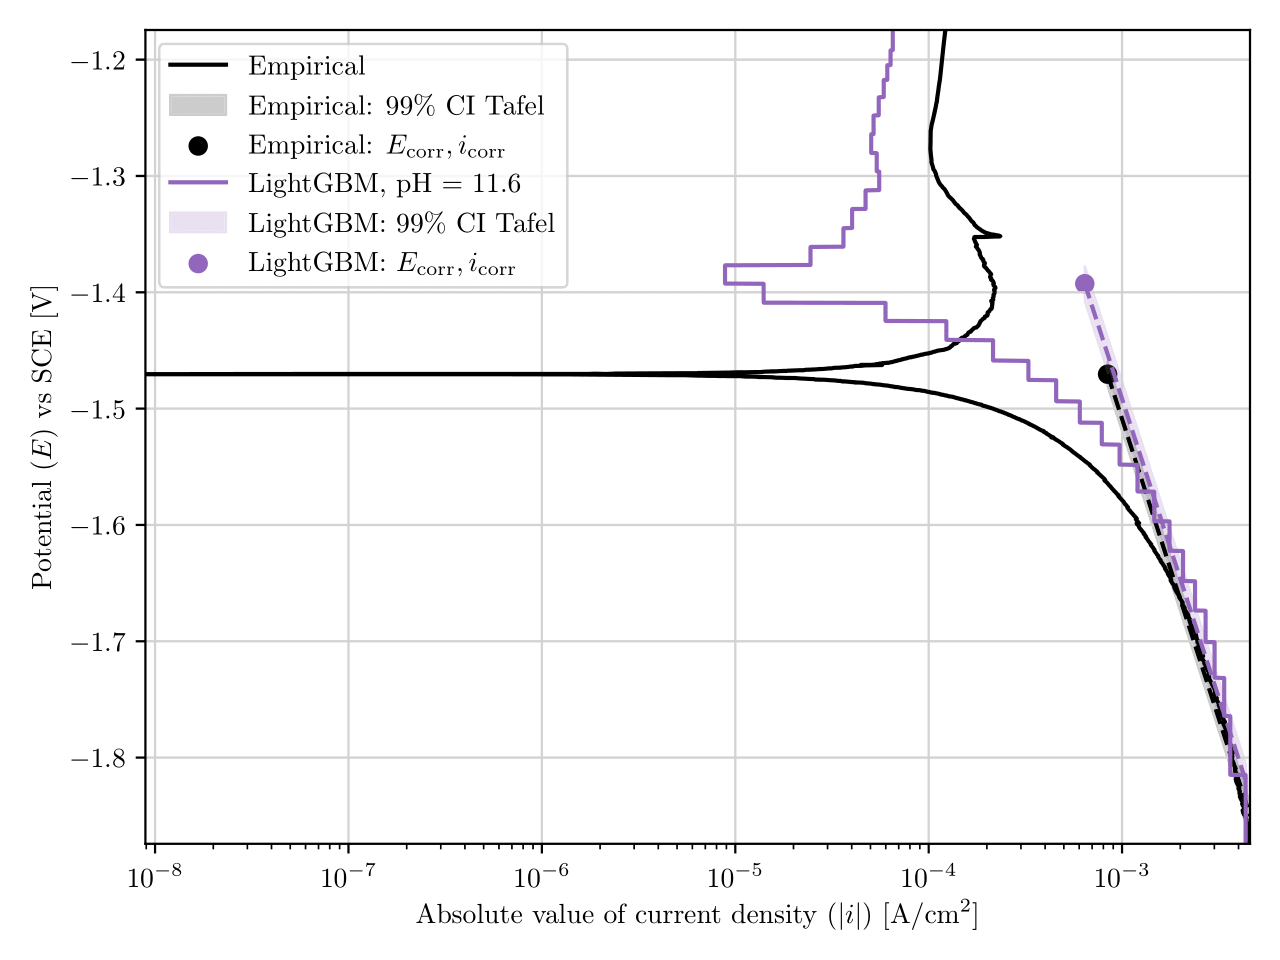 Empirical
Empirical: 99% CI Tafel
Empirical: E_corr, i_corr
LightGBM, pH = 11.6
LightGBM: 99% CI Tafel
LightGBM: E_corr, i_corr
−1.2
−1.3
−1.4
−1.5
−1.6
−1.7
−1.8
Potential (E) vs SCE [V]
10⁻⁸ 10⁻⁷ 10⁻⁶ 10⁻⁵ 10⁻⁴ 10⁻³
Absolute value of current density (|i|) [A/cm²]